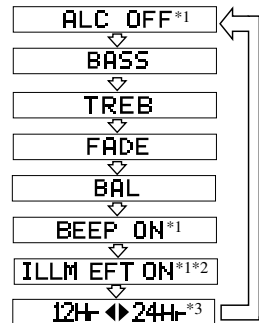 ALC OFF*1
BASS
TREB
FADE
BAL
BEEP ON*1
ILLM EFT ON*1*2
12Hr ◀▶ 24Hr*3